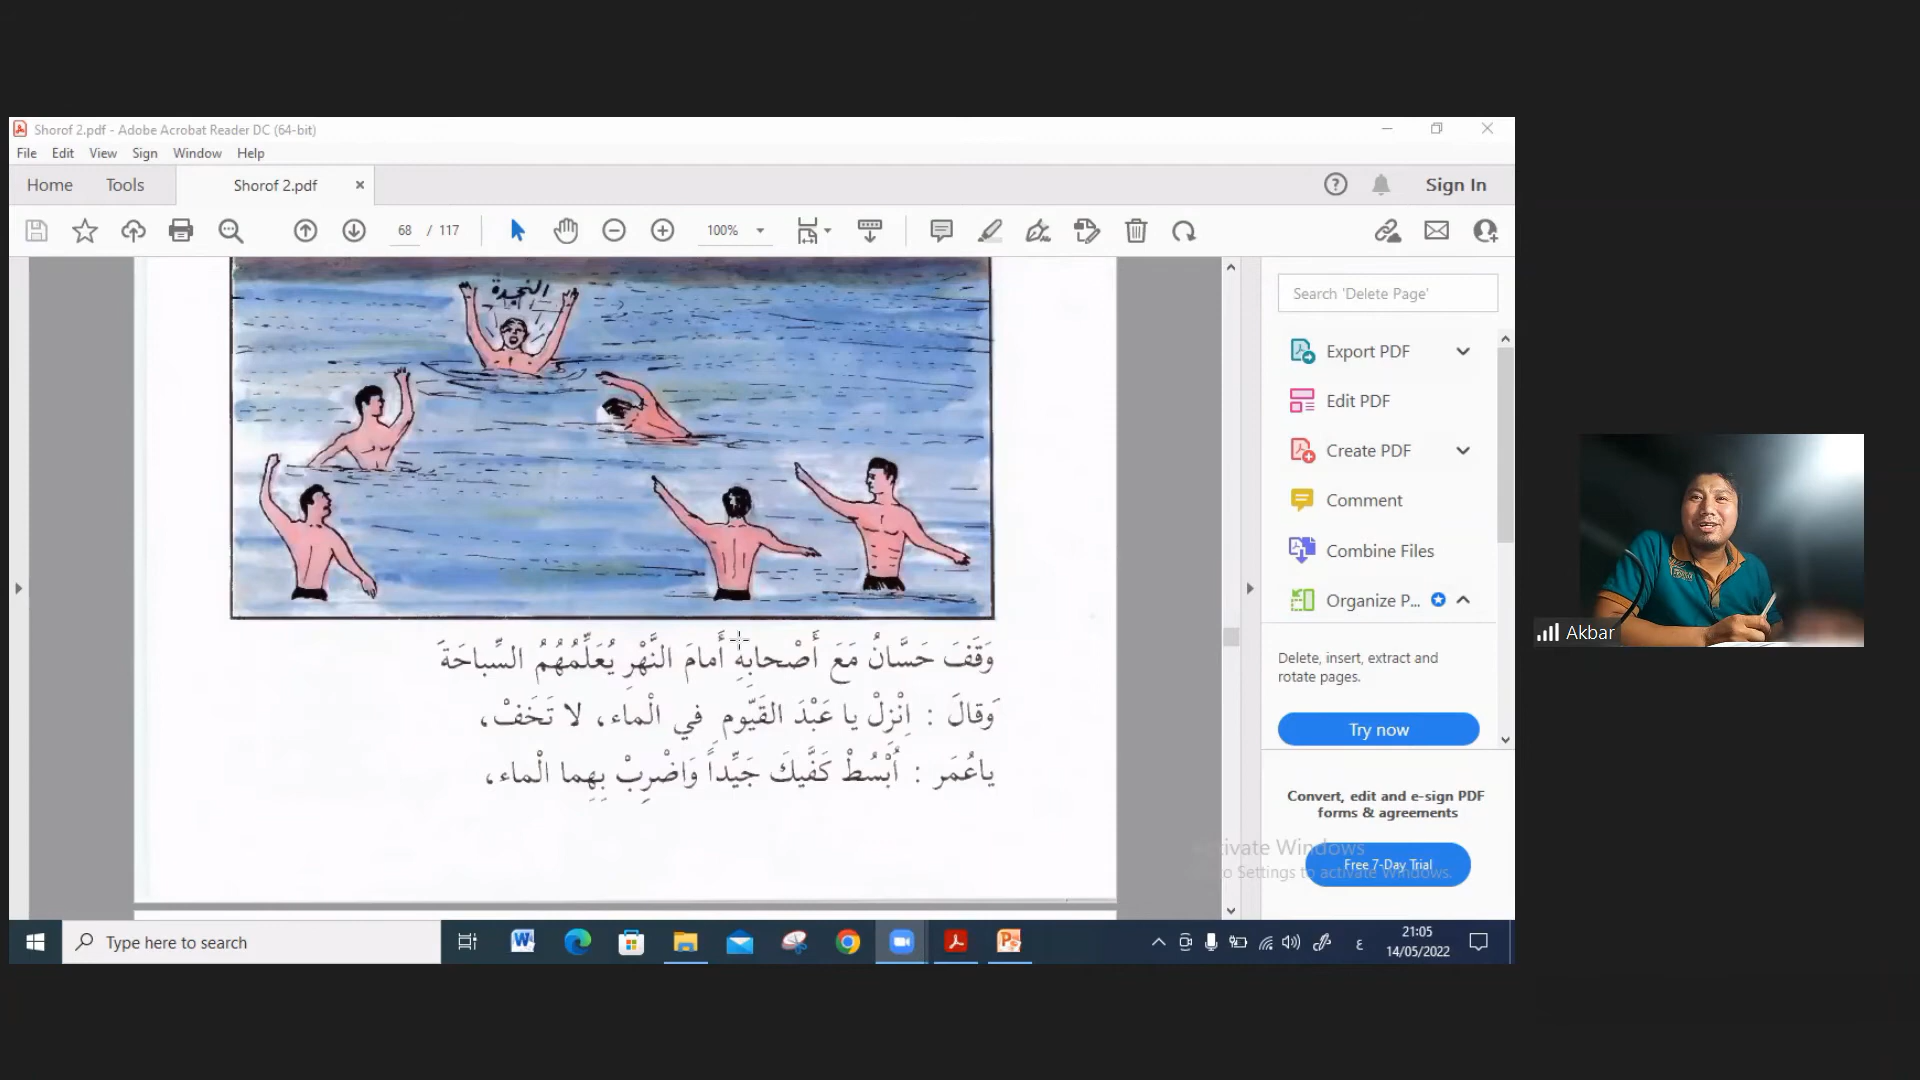 Shorof 2.pdf - Adobe Acrobat Reader DC (64-bit)
File Edit View Sign Window Help
Home Tools Shorof 2.pdf Sign In
68 / 117 100%
Search 'Delete Page'
Export PDF
Edit PDF
Create PDF
Comment
Combine Files
Organize P...
Delete, insert, extract and
rotate pages.
Try now
Convert, edit and e-sign PDF
forms & agreements
Free 7-Day Trial
النجدة
وَقَفَ حَسَّانُ مَعَ أَصْحابِهِ أَمامَ النَّهْرِ يُعَلِّمُهُمُ السِّباحَةَ
وَقالَ : اِنْزِلْ يا عَبْدَ القَيّومِ في الْماء، لا تَخَفْ،
ياعُمَر : اُبْسُطْ كَفَّيكَ جَيِّداً وَاضْرِبْ بِهِما الْماء،
Akbar
Type here to search
ع
21:05
14/05/2022